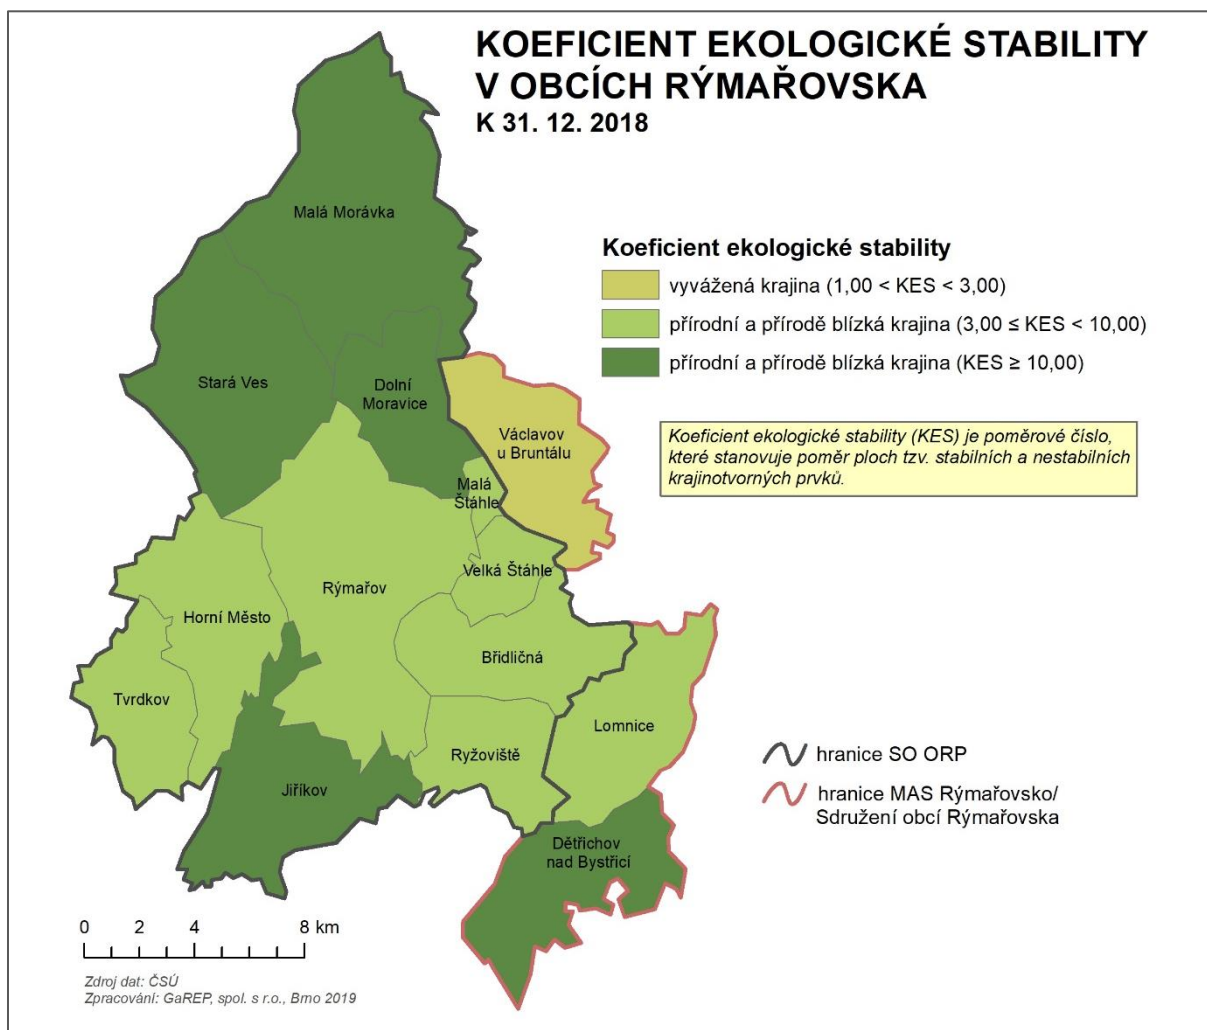 KOEFICIENT EKOLOGICKÉ STABILITY
V OBCÍCH RÝMAŘOVSKA
K 31. 12. 2018
Malá Morávka
Koeficient ekologické stability
vyvážená krajina (1,00 < KES < 3,00)
přírodní a přírodě blízká krajina (3,00 ≤ KES < 10,00)
přírodní a přírodě blízká krajina (KES ≥ 10,00)
Stará Ves
Dolní
Moravice
Václavov
u Bruntálu
Koeficient ekologické stability (KES) je poměrové číslo,
které stanovuje poměr ploch tzv. stabilních a nestabilních
krajinotvorných prvků.
Malá
Štáhle
Velká Štáhle
Rýmařov
Horní Město
Břidličná
Tvrdkov
Lomnice
Ryžoviště
Jiříkov
hranice SO ORP
hranice MAS Rýmařovsko/
Sdružení obcí Rýmařovska
Dětřichov
nad Bystřicí
0 2 4 8 km
Zdroj dat: ČSÚ
Zpracování: GaREP, spol. s r.o., Brno 2019